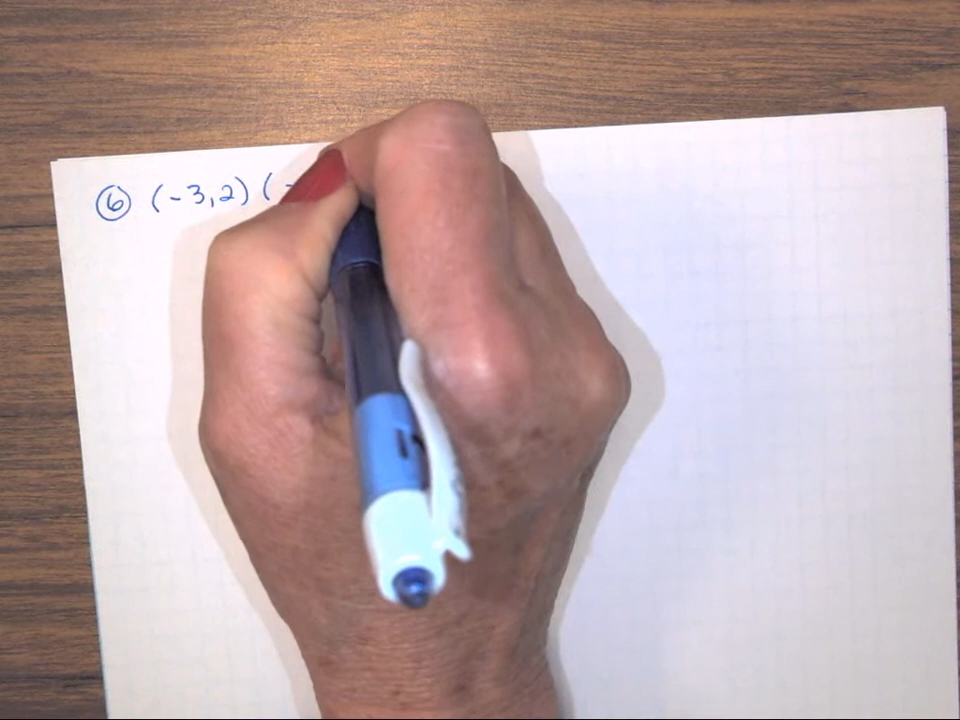 ⑥ (-3,2) (-